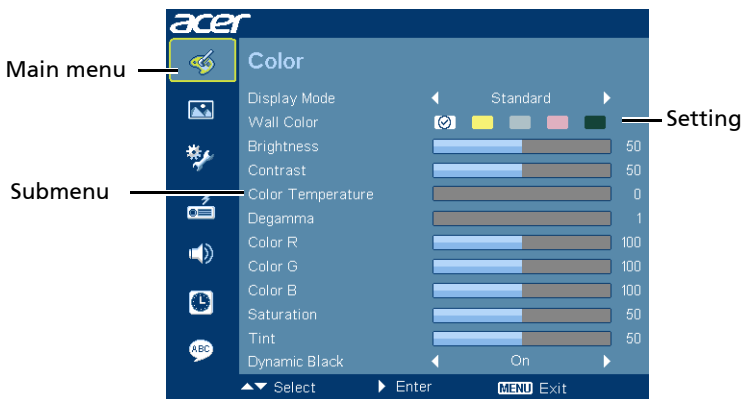 acer
Main menu
Color
Display Mode Standard
Wall Color
Setting
Brightness 50
Contrast 50
Submenu
Color Temperature 0
Degamma 1
Color R 100
Color G 100
Color B 100
Saturation 50
Tint 50
ABC
Dynamic Black On
Select Enter MENU Exit